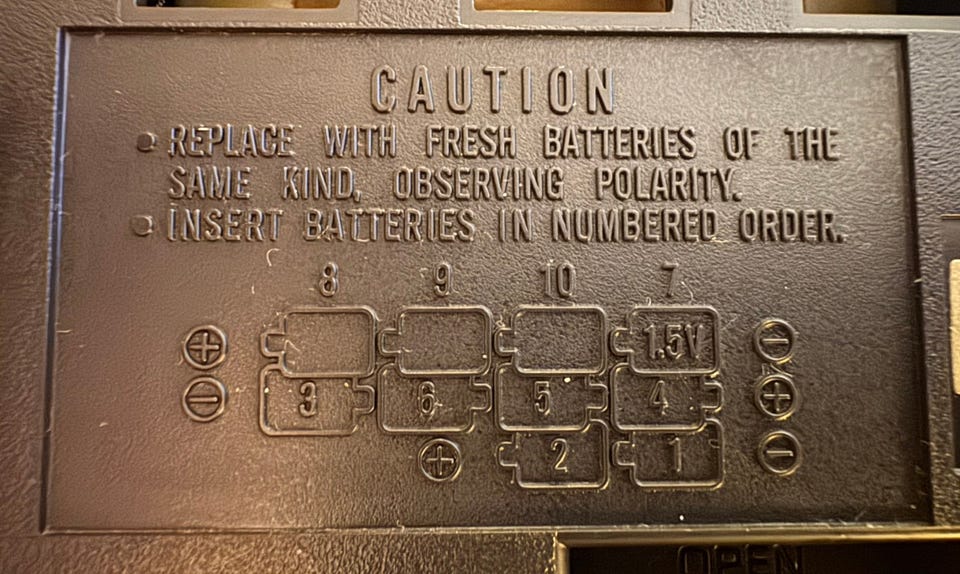 CAUTION
REPLACE WITH FRESH BATTERIES OF THE
SAME KIND, OBSERVING POLARITY.
INSERT BATTERIES IN NUMBERED ORDER.
8 9 10 7
+ 1.5V −
− 3 6 5 4 +
+ 2 1 −
OPEN